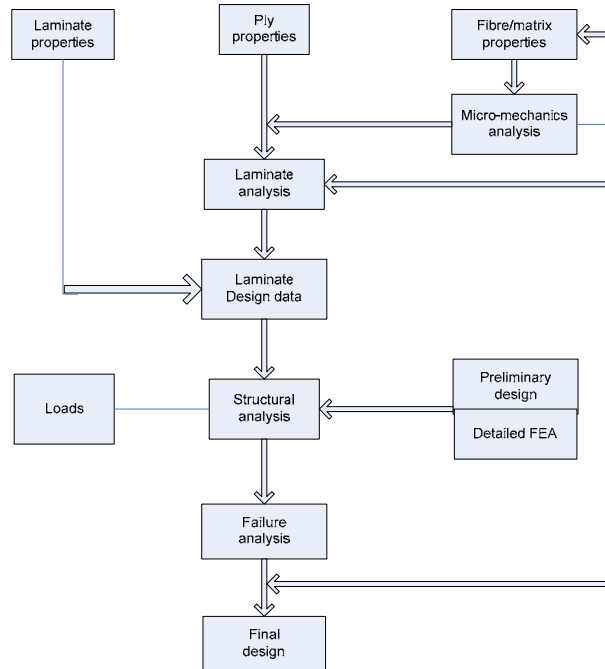 Laminate
properties
Ply
properties
Fibre/matrix
properties
Micro-mechanics
analysis
Laminate
analysis
Laminate
Design data
Loads
Structural
analysis
Preliminary
design
Detailed FEA
Failure
analysis
Final
design